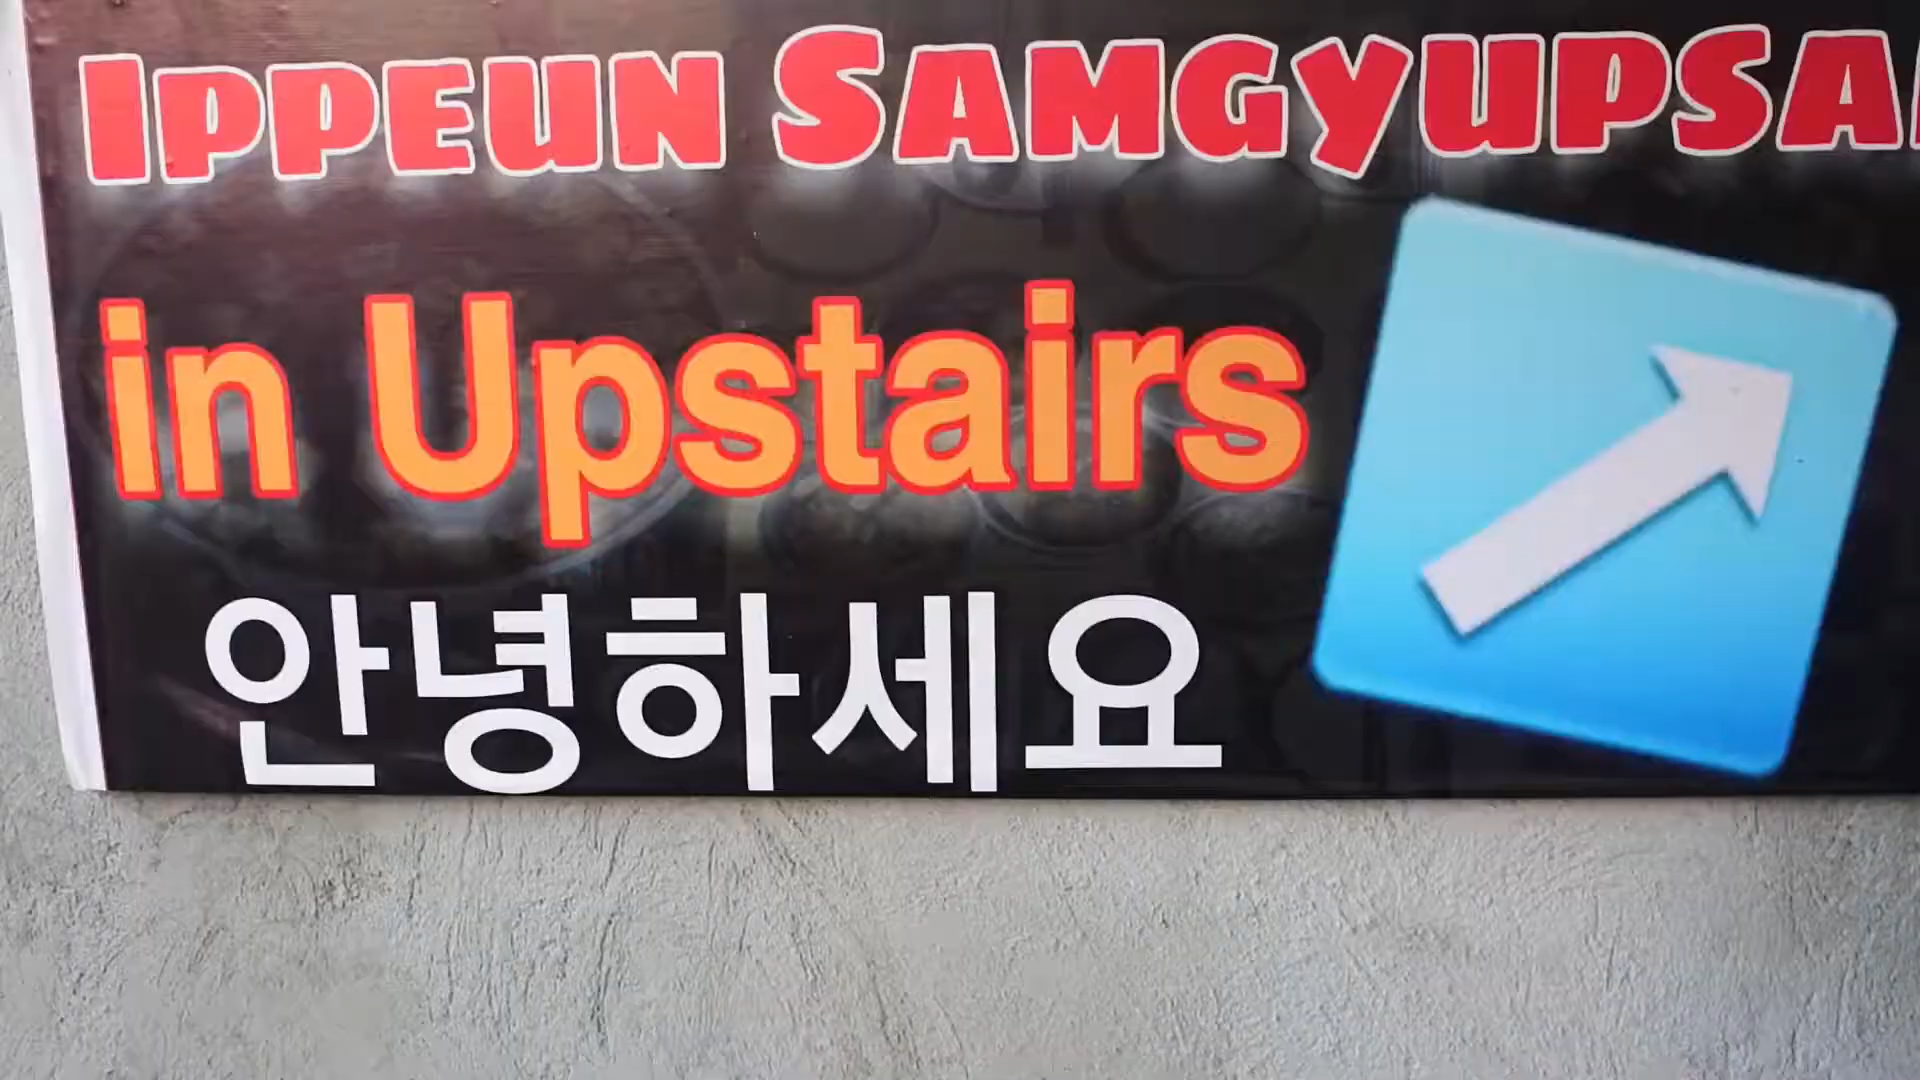 IPPEUN SAMGYUPSA
in Upstairs
안녕하세요